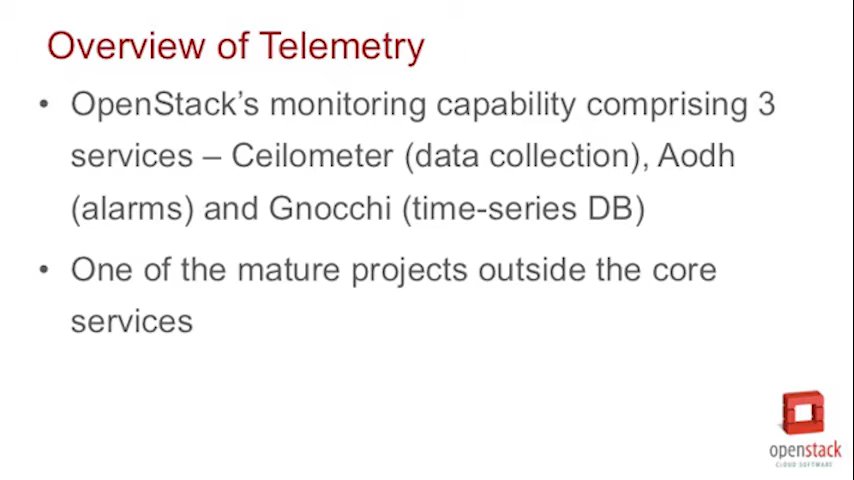 Overview of Telemetry
• OpenStack’s monitoring capability comprising 3
services – Ceilometer (data collection), Aodh
(alarms) and Gnocchi (time-series DB)
• One of the mature projects outside the core
services
openstack
CLOUD SOFTWARE